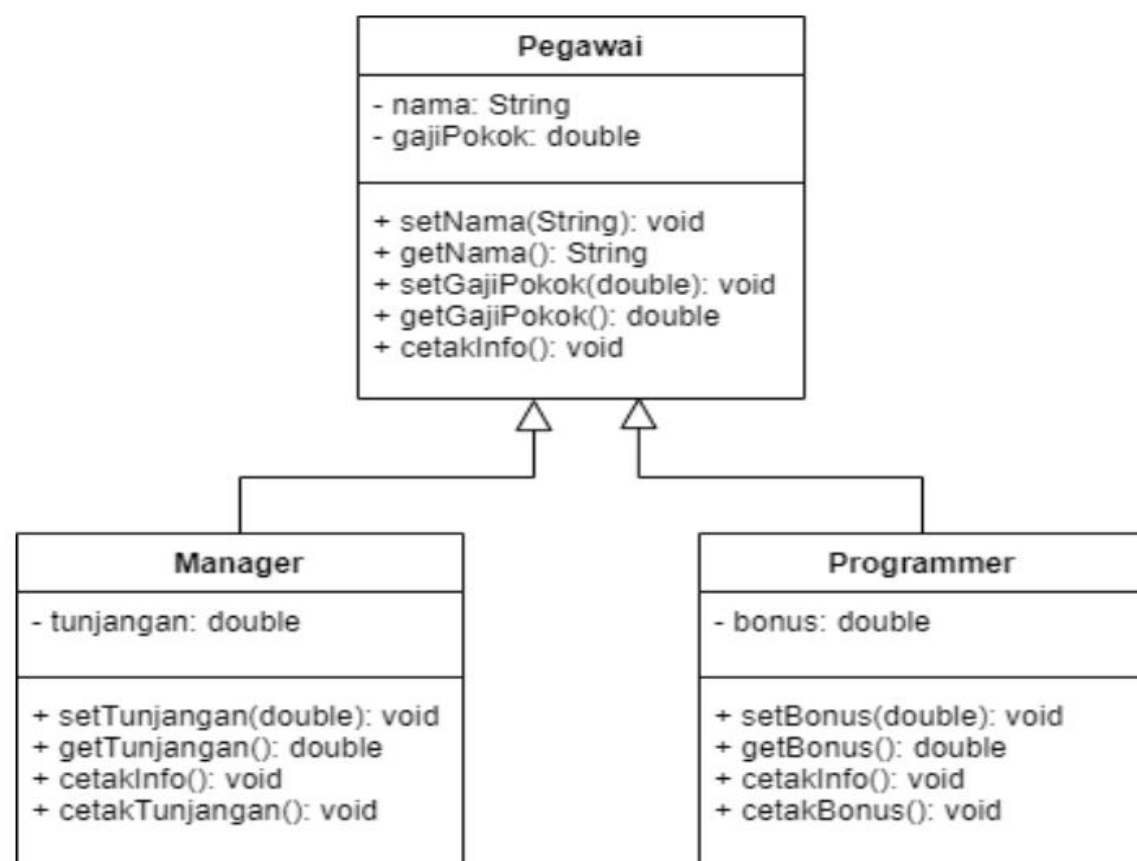 Pegawai
- nama: String
- gajiPokok: double
+ setNama(String): void
+ getNama(): String
+ setGajiPokok(double): void
+ getGajiPokok(): double
+ cetakInfo(): void
Manager
- tunjangan: double
+ setTunjangan(double): void
+ getTunjangan(): double
+ cetakInfo(): void
+ cetakTunjangan(): void
Programmer
- bonus: double
+ setBonus(double): void
+ getBonus(): double
+ cetakInfo(): void
+ cetakBonus(): void